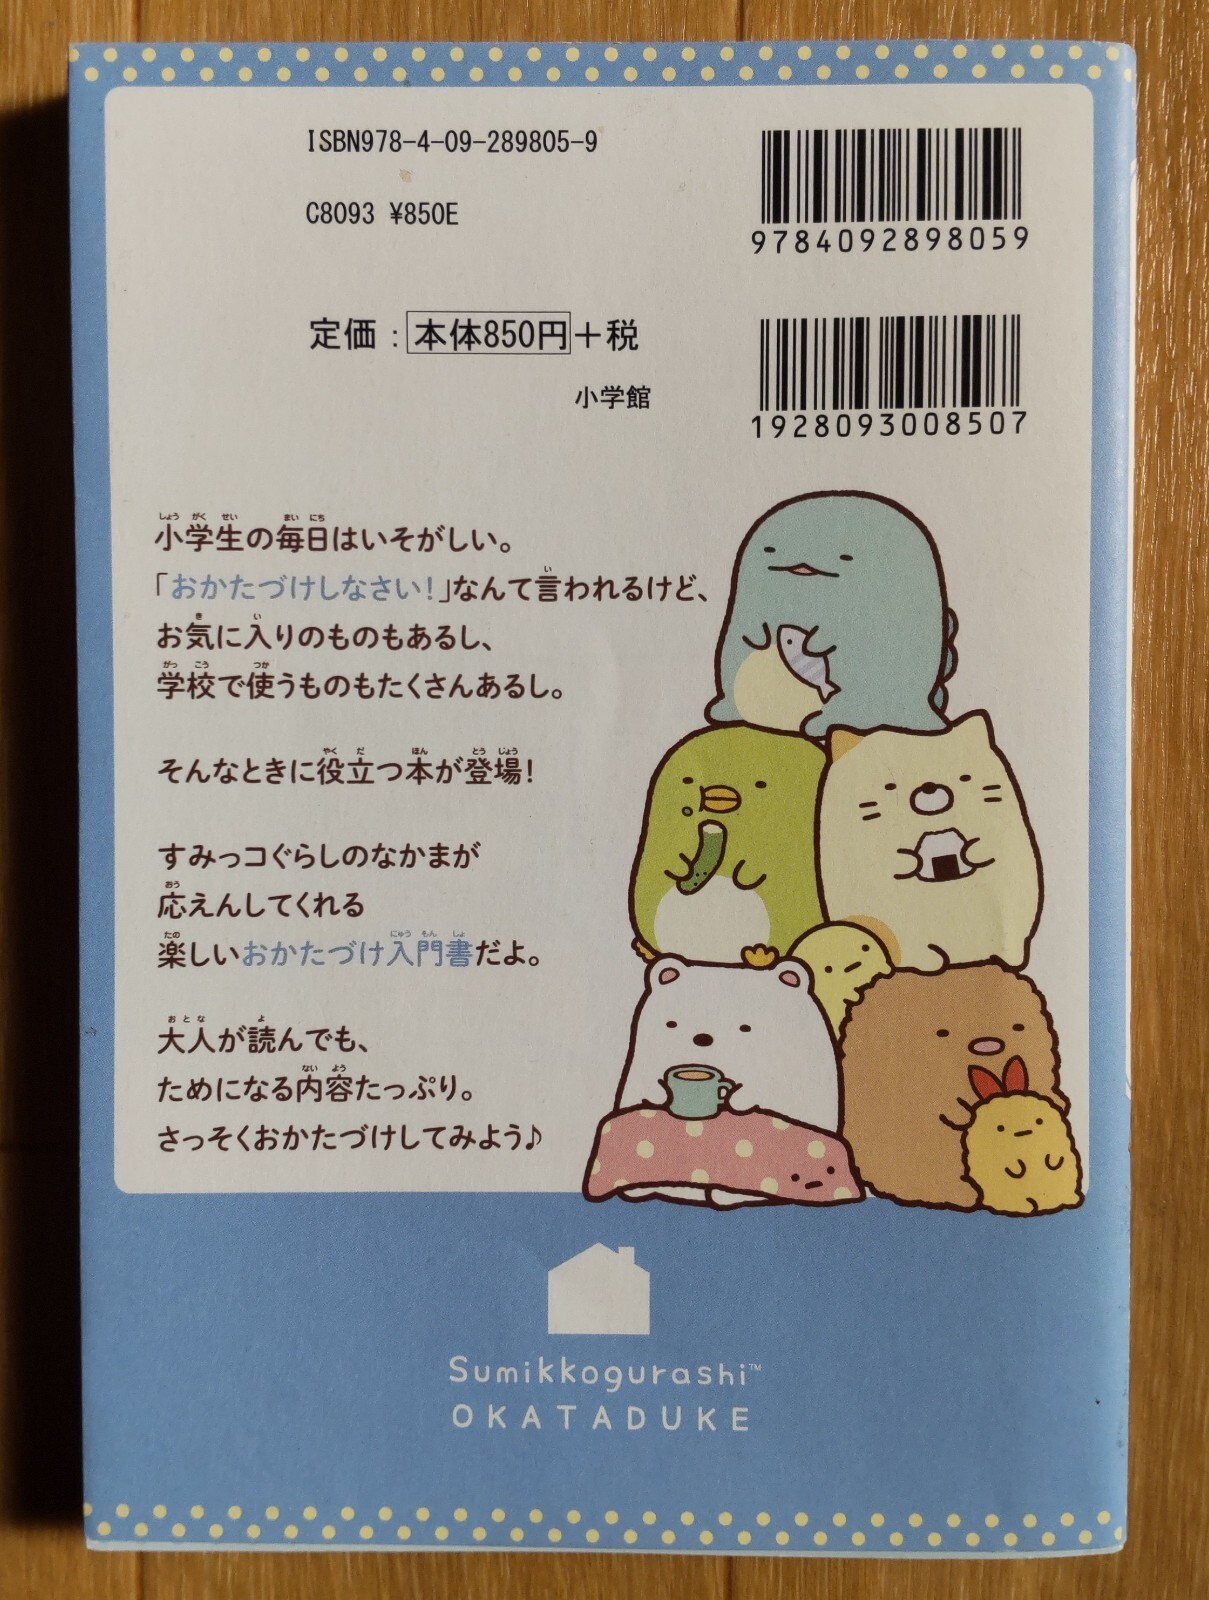 ISBN978-4-09-289805-9
C8093 ¥850E
9784092898059
定価：本体850円＋税
小学館
1928093008507
小学生の毎日はいそがしい。
「おかたづけしなさい！」なんて言われるけど、
お気に入りのものもあるし、
学校で使うものもたくさんあるし。
そんなときに役立つ本が登場！
すみっコぐらしのなかまが
応えんしてくれる
楽しいおかたづけ入門書だよ。
大人が読んでも、
ためになる内容たっぷり。
さっそくおかたづけしてみよう♪
Sumikkogurashi™
OKATADUKE